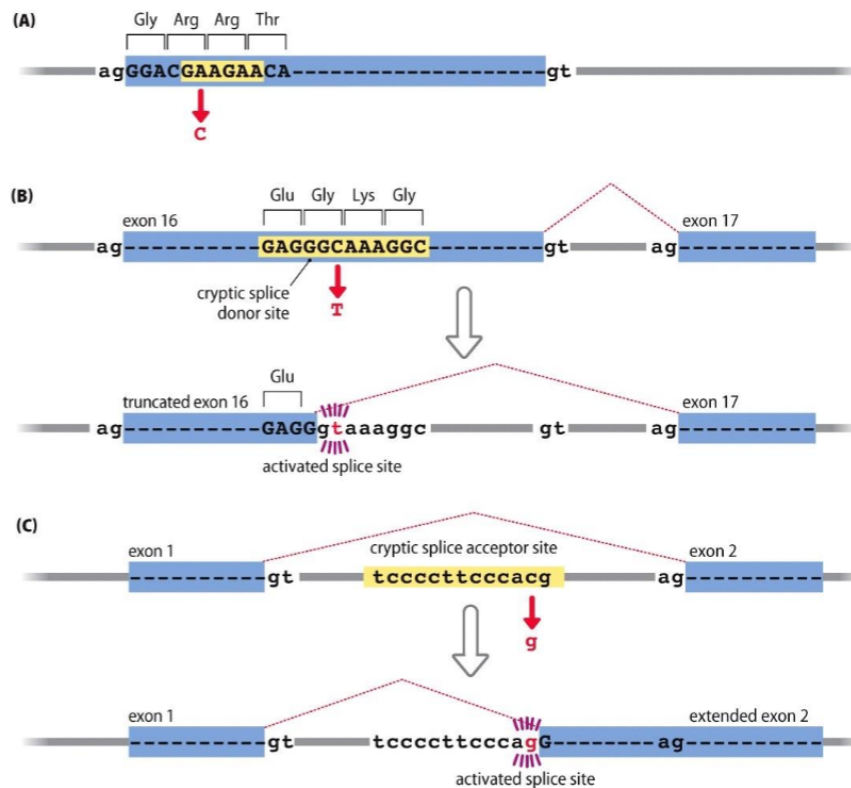 (A)
Gly Arg Arg Thr
agGGACGAAGAACA----------------------gt
C
(B)
Glu Gly Lys Gly
exon 16 exon 17
ag-----------GAGGGCAAAGGC---------gt ag----------
cryptic splice
donor site
T
Glu
truncated exon 16 exon 17
ag-----------GAGGgtaaaggc gt ag----------
activated splice site
(C)
exon 1 cryptic splice acceptor site exon 2
-----------gt tccccttcccacg ag-----------
g
exon 1 extended exon 2
-----------gt tccccttcccagG--------ag-----------
activated splice site